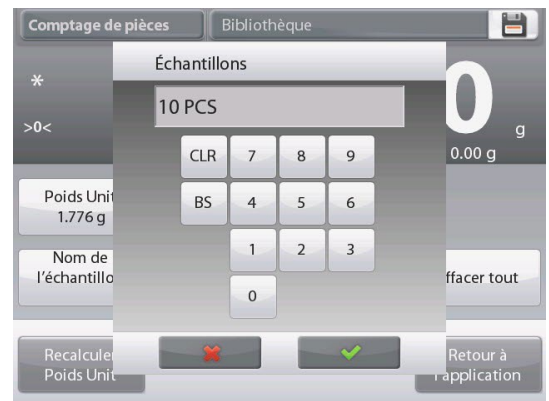 Comptage de pièces
Bibliothèque
Échantillons
*
10 PCS
0
>0<
g
CLR 7 8 9
0.00 g
Poids Unit
1.776 g
BS 4 5 6
1 2 3
Nom de
l'échantillo
ffacer tout
0
Recalcule
Poids Unit
Retour à
l'application